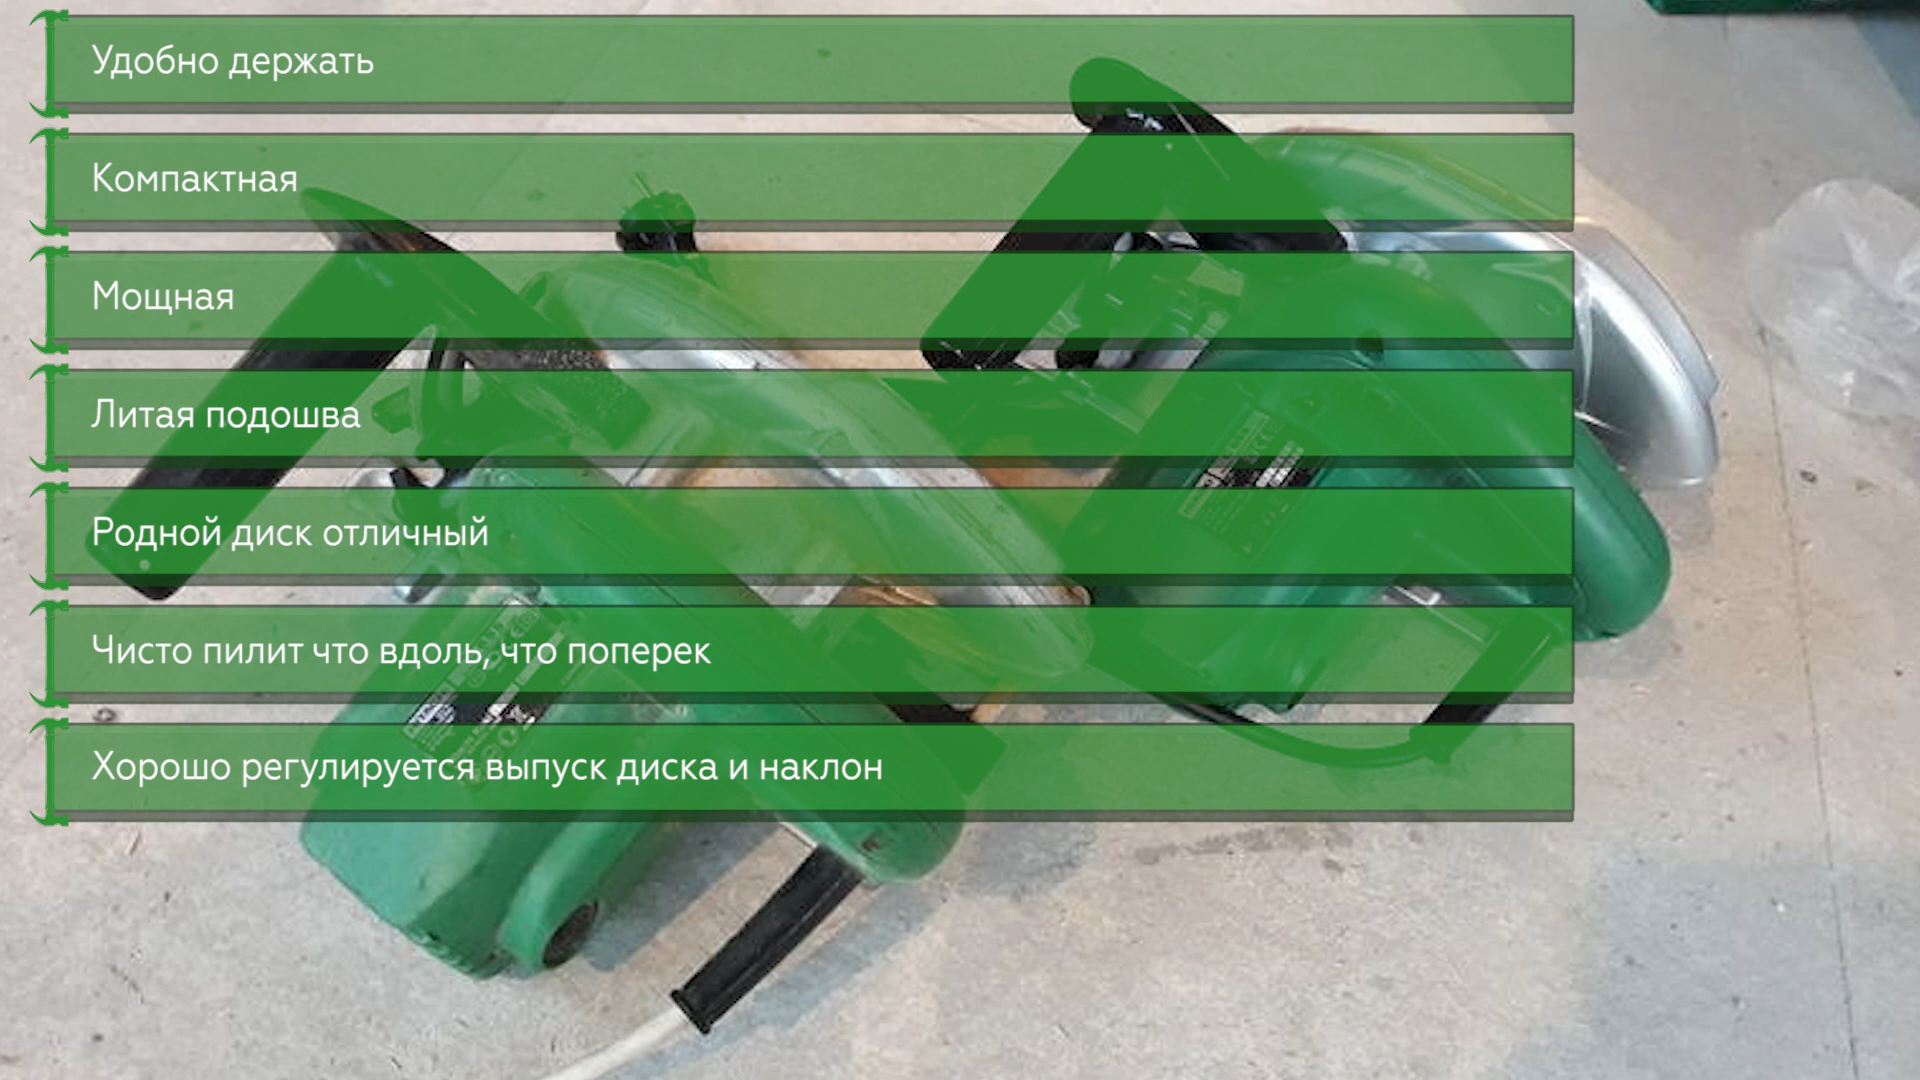 Удобно держать
Компактная
Мощная
Литая подошва
Родной диск отличный
Чисто пилит что вдоль, что поперек
Хорошо регулируется выпуск диска и наклон